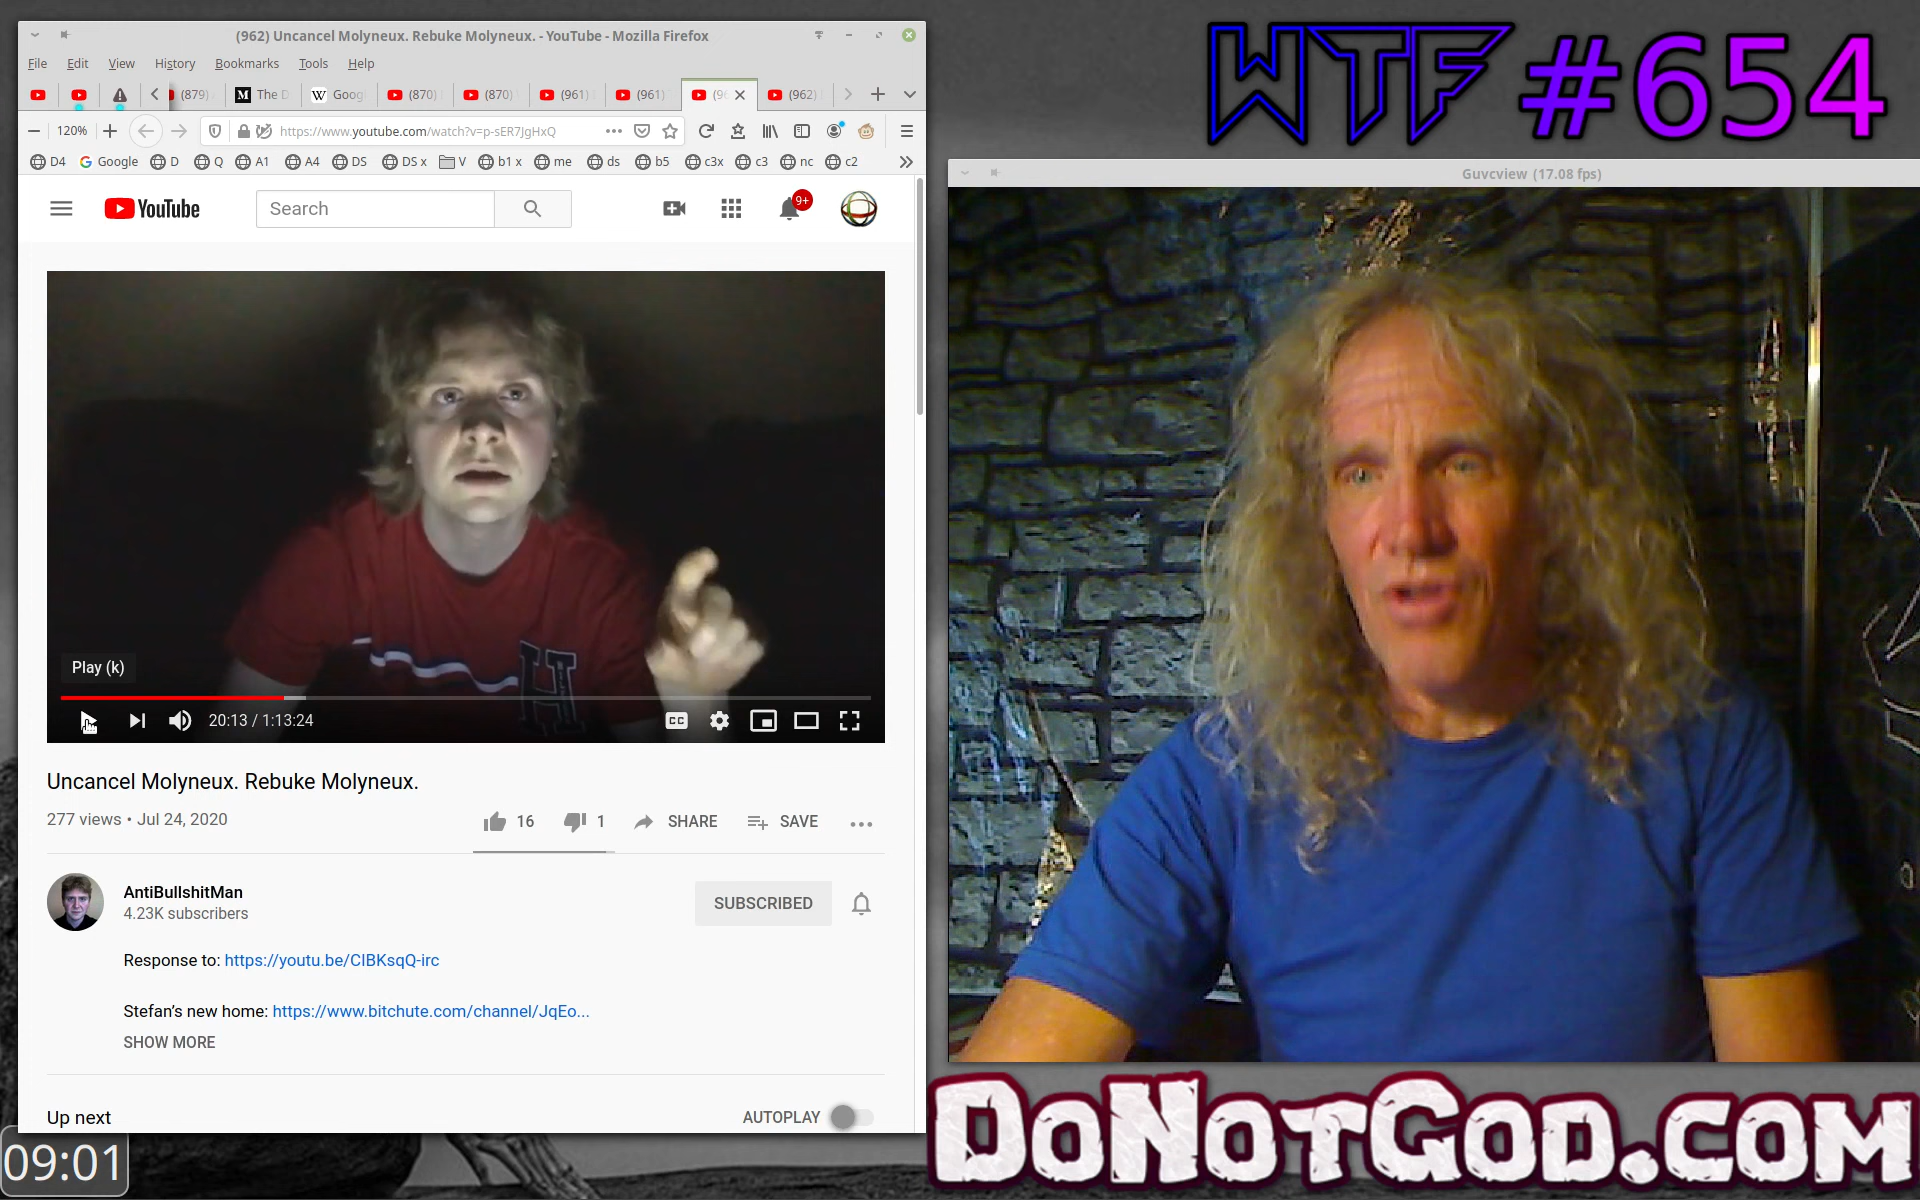 (962) Uncancel Molyneux. Rebuke Molyneux. - YouTube - Mozilla Firefox
File Edit View History Bookmarks Tools Help
(879) M The D W Goog (870) (870) (961) (961) (96 (962)
120% https://www.youtube.com/watch?v=p-sER7JgHxQ
D4 Google D Q A1 A4 DS DS x V b1 x me ds b5 c3x c3 nc c2
YouTube
Search
9+
Play (k)
20:13 / 1:13:24
CC
Uncancel Molyneux. Rebuke Molyneux.
277 views • Jul 24, 2020
16 1 SHARE SAVE
AntiBullshitMan
4.23K subscribers
SUBSCRIBED
Response to: https://youtu.be/CIBKsqQ-irc
Stefan's new home: https://www.bitchute.com/channel/JqEo...
SHOW MORE
Up next
AUTOPLAY
09:01
WTF #654
Guvcview (17.08 fps)
H
DoNotGod.com